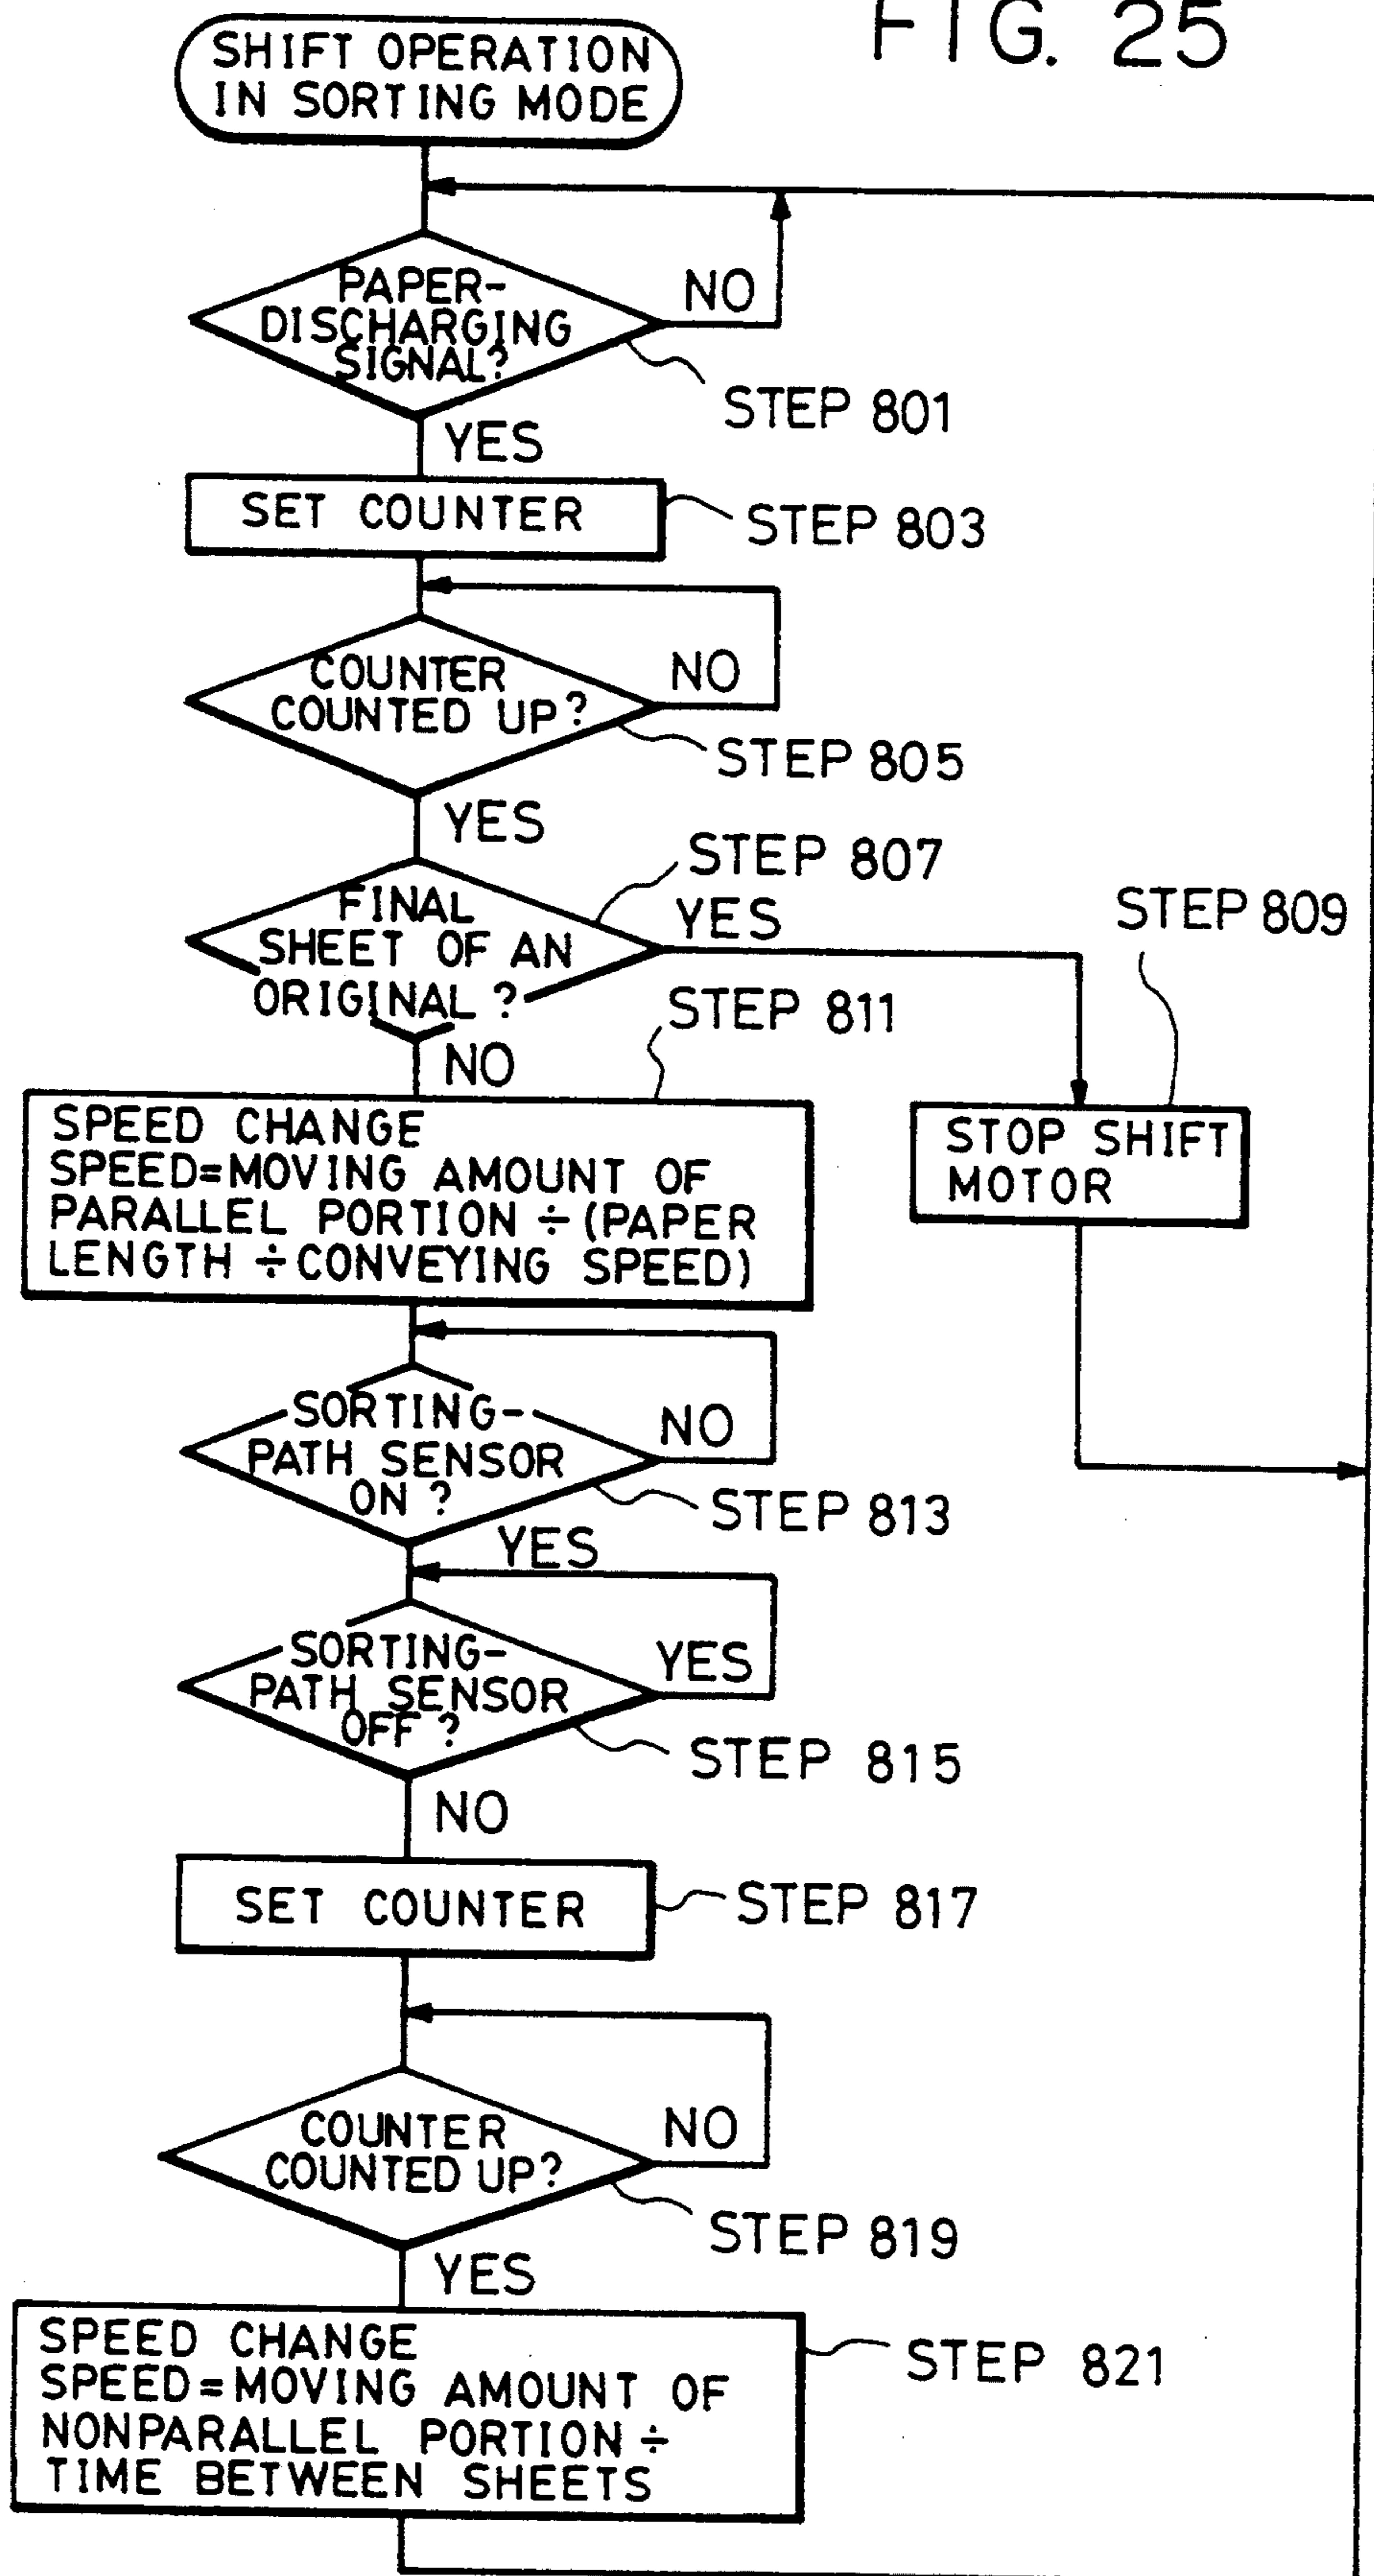 FIG. 25
SHIFT OPERATION
IN SORTING MODE
PAPER-
DISCHARGING
SIGNAL?
NO
STEP 801
YES
SET COUNTER
STEP 803
COUNTER
COUNTED UP?
NO
STEP 805
YES
STEP 807
FINAL
SHEET OF AN
ORIGINAL ?
YES
STEP 809
STEP 811
NO
SPEED CHANGE
SPEED=MOVING AMOUNT OF
PARALLEL PORTION ÷ (PAPER
LENGTH ÷ CONVEYING SPEED)
STOP SHIFT
MOTOR
SORTING-
PATH SENSOR
ON ?
NO
STEP 813
YES
SORTING-
PATH SENSOR
OFF ?
YES
STEP 815
NO
SET COUNTER
STEP 817
COUNTER
COUNTED UP?
NO
STEP 819
YES
SPEED CHANGE
SPEED=MOVING AMOUNT OF
NONPARALLEL PORTION ÷
TIME BETWEEN SHEETS
STEP 821